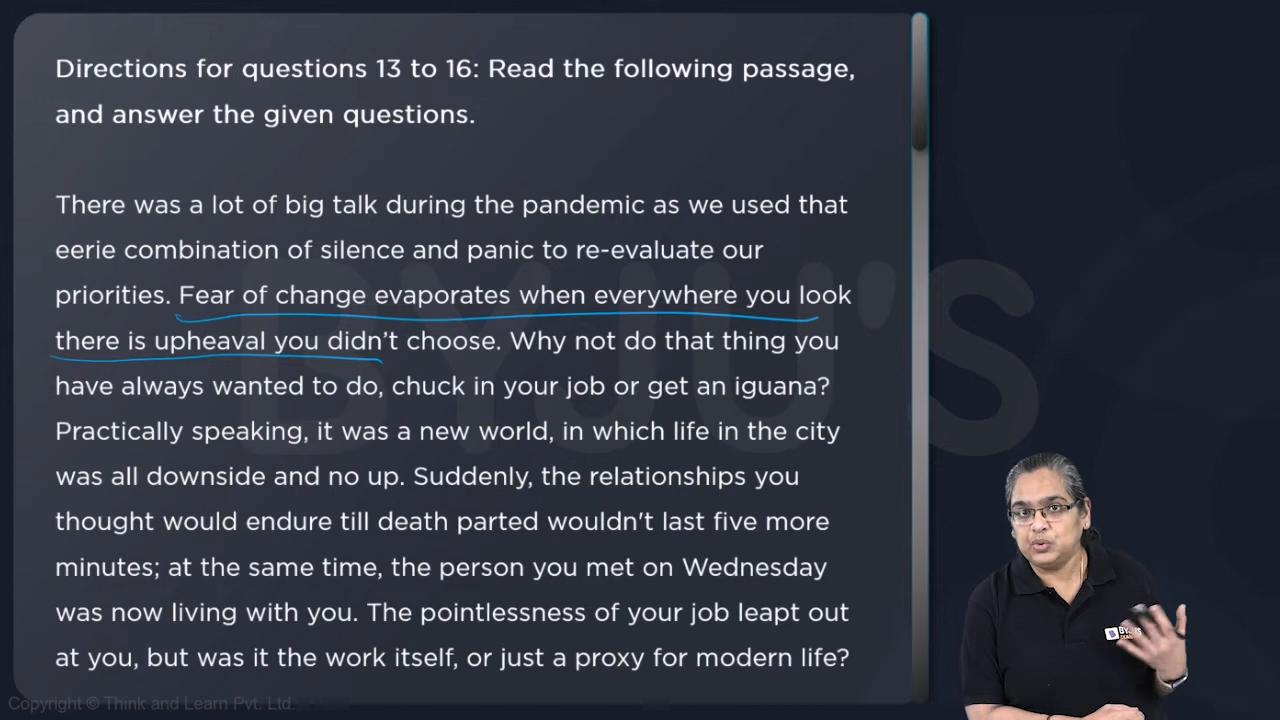 Directions for questions 13 to 16: Read the following passage,
and answer the given questions.
There was a lot of big talk during the pandemic as we used that
eerie combination of silence and panic to re-evaluate our
priorities. Fear of change evaporates when everywhere you look
there is upheaval you didn't choose. Why not do that thing you
have always wanted to do, chuck in your job or get an iguana?
Practically speaking, it was a new world, in which life in the city
was all downside and no up. Suddenly, the relationships you
thought would endure till death parted wouldn't last five more
minutes; at the same time, the person you met on Wednesday
was now living with you. The pointlessness of your job leapt out
at you, but was it the work itself, or just a proxy for modern life?
BYJU'S
Copyright © Think and Learn Pvt. Ltd.